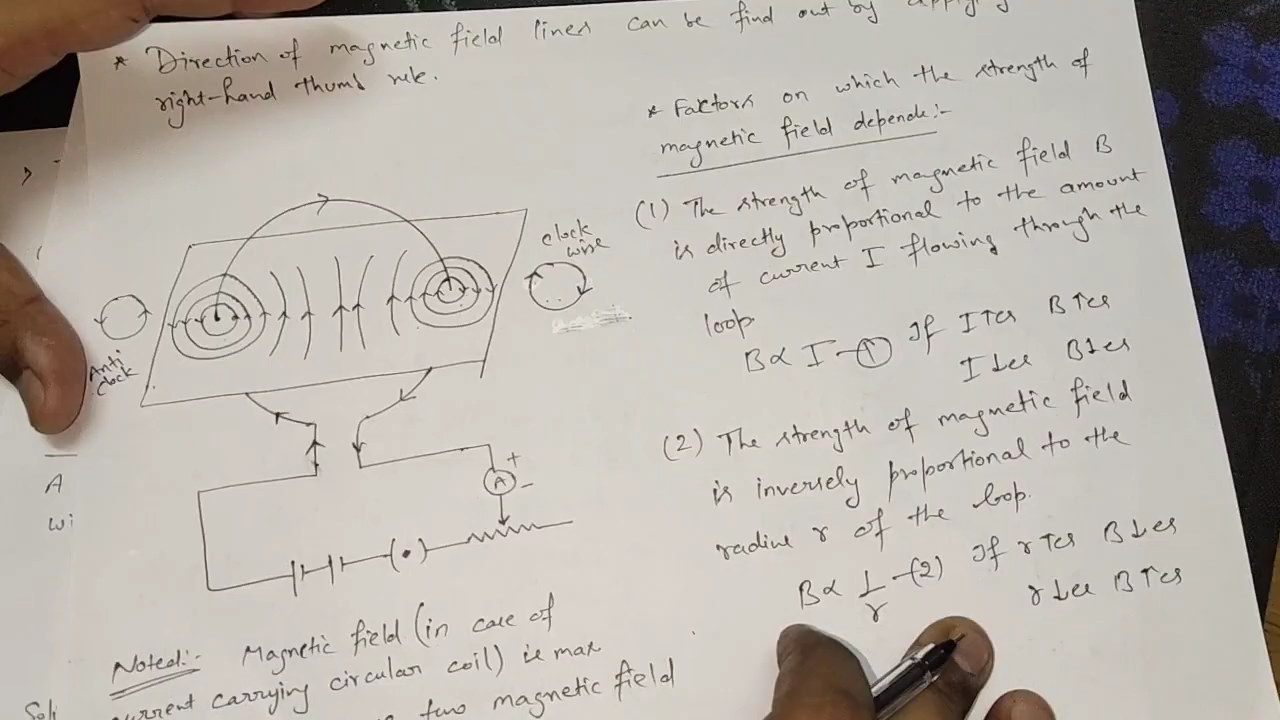 * Direction of magnetic field lines can be find out by
right-hand thumb rule.
clock
wise
Anti
clock
+
A
-
Noted:- Magnetic field (in case of
current carrying circular coil) is max
two magnetic field
A
wi
* Factors on which the strength of
magnetic field depends:-
(1) The strength of magnetic field B
is directly proportional to the amount
of current I flowing through the
loop
B∝ I -① If I↑es B↑es
I↓es B↓es
(2) The strength of magnetic field
is inversely proportional to the
radius r of the loop.
B∝ 1/r -(2) If r↑es B↓es
r↓es B↑es